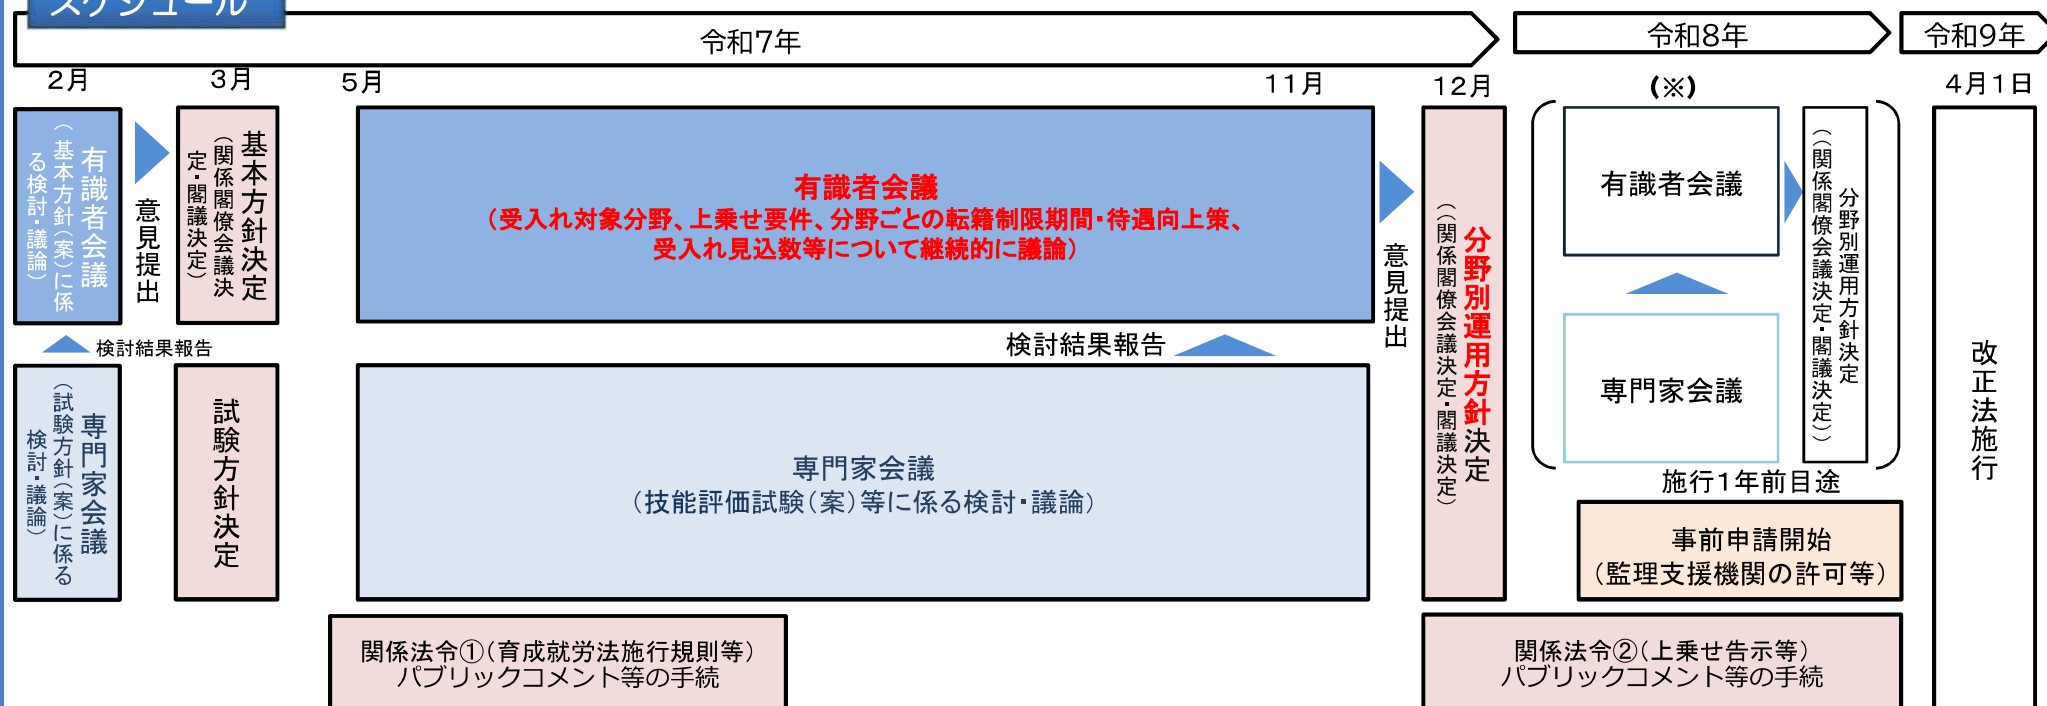 スケジュール
令和7年
令和8年
令和9年
2月
3月
5月
11月
12月
(※)
4月1日
有識者会議
(基本方針(案)に係
る検討・議論)
意見提出
基本方針決定
(関係閣僚会議決
定・閣議決定)
検討結果報告
専門家会議
(試験方針(案)に係る
検討・議論)
試験方針決定
有識者会議
(受入れ対象分野、上乗せ要件、分野ごとの転籍制限期間・待遇向上策、
受入れ見込数等について継続的に議論)
検討結果報告
専門家会議
(技能評価試験(案)等に係る検討・議論)
意見提出
分野別運用方針決定
(関係閣僚会議決定・閣議決定)
有識者会議
専門家会議
分野別運用方針決定
(関係閣僚会議決定・閣議決定)
施行1年前目途
事前申請開始
(監理支援機関の許可等)
改正法施行
関係法令①(育成就労法施行規則等)
パブリックコメント等の手続
関係法令②(上乗せ告示等)
パブリックコメント等の手続